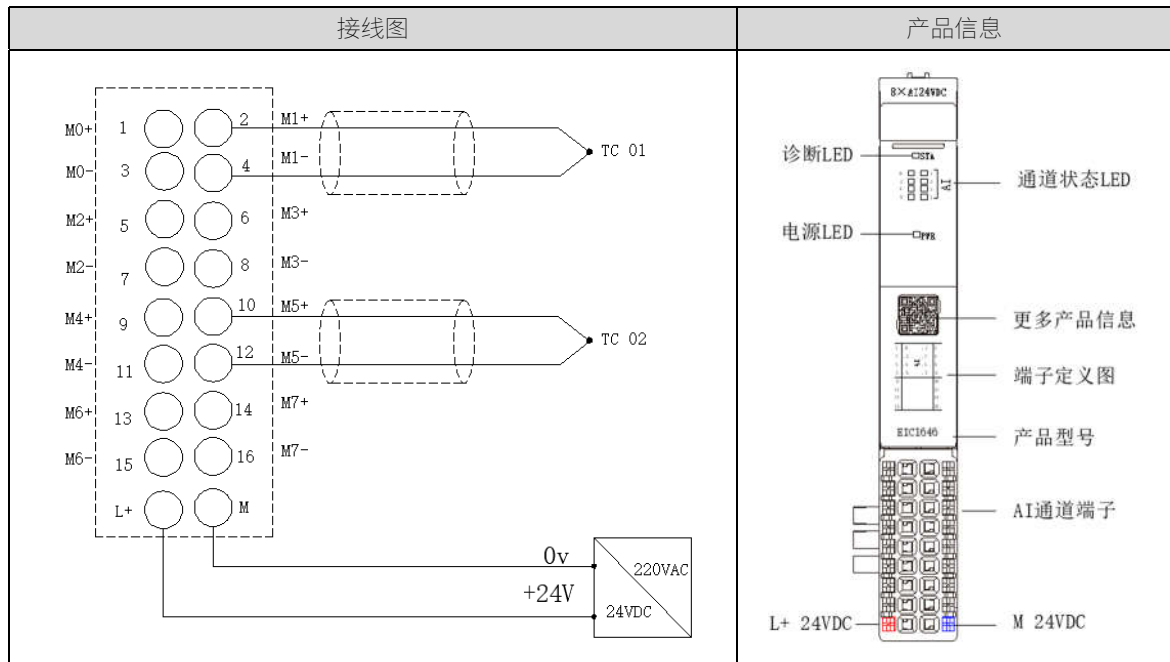 接线图
产品信息
M0+ 1 2 M1+
M0- 3 4 M1-
TC 01
M2+ 5 6 M3+
M2- 7 8 M3-
M4+ 9 10 M5+
M4- 11 12 M5-
TC 02
M6+ 13 14 M7+
M6- 15 16 M7-
L+ M
0v
+24V
220VAC
24VDC
8×AI24VDC
诊断LED
STA
AI
通道状态LED
电源LED
PWR
更多产品信息
端子定义图
EIC1646
产品型号
AI通道端子
L+ 24VDC
M 24VDC